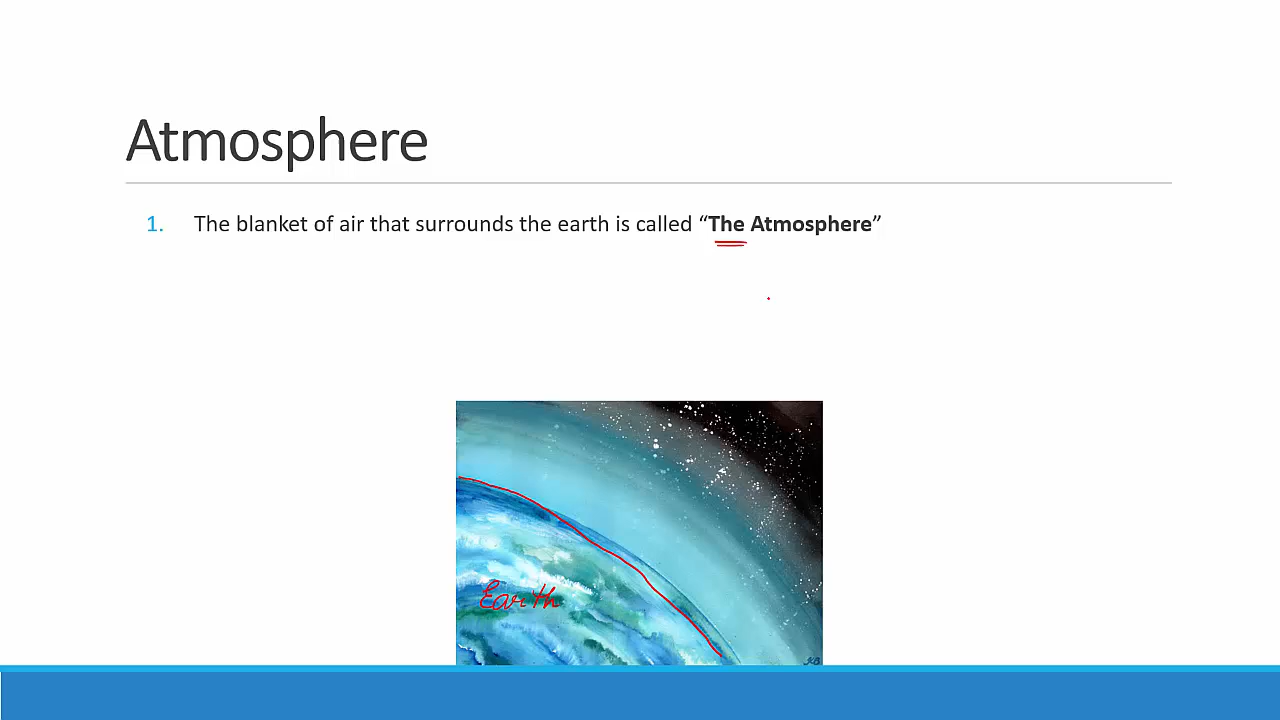 Atmosphere
1. The blanket of air that surrounds the earth is called “The Atmosphere”
Earth